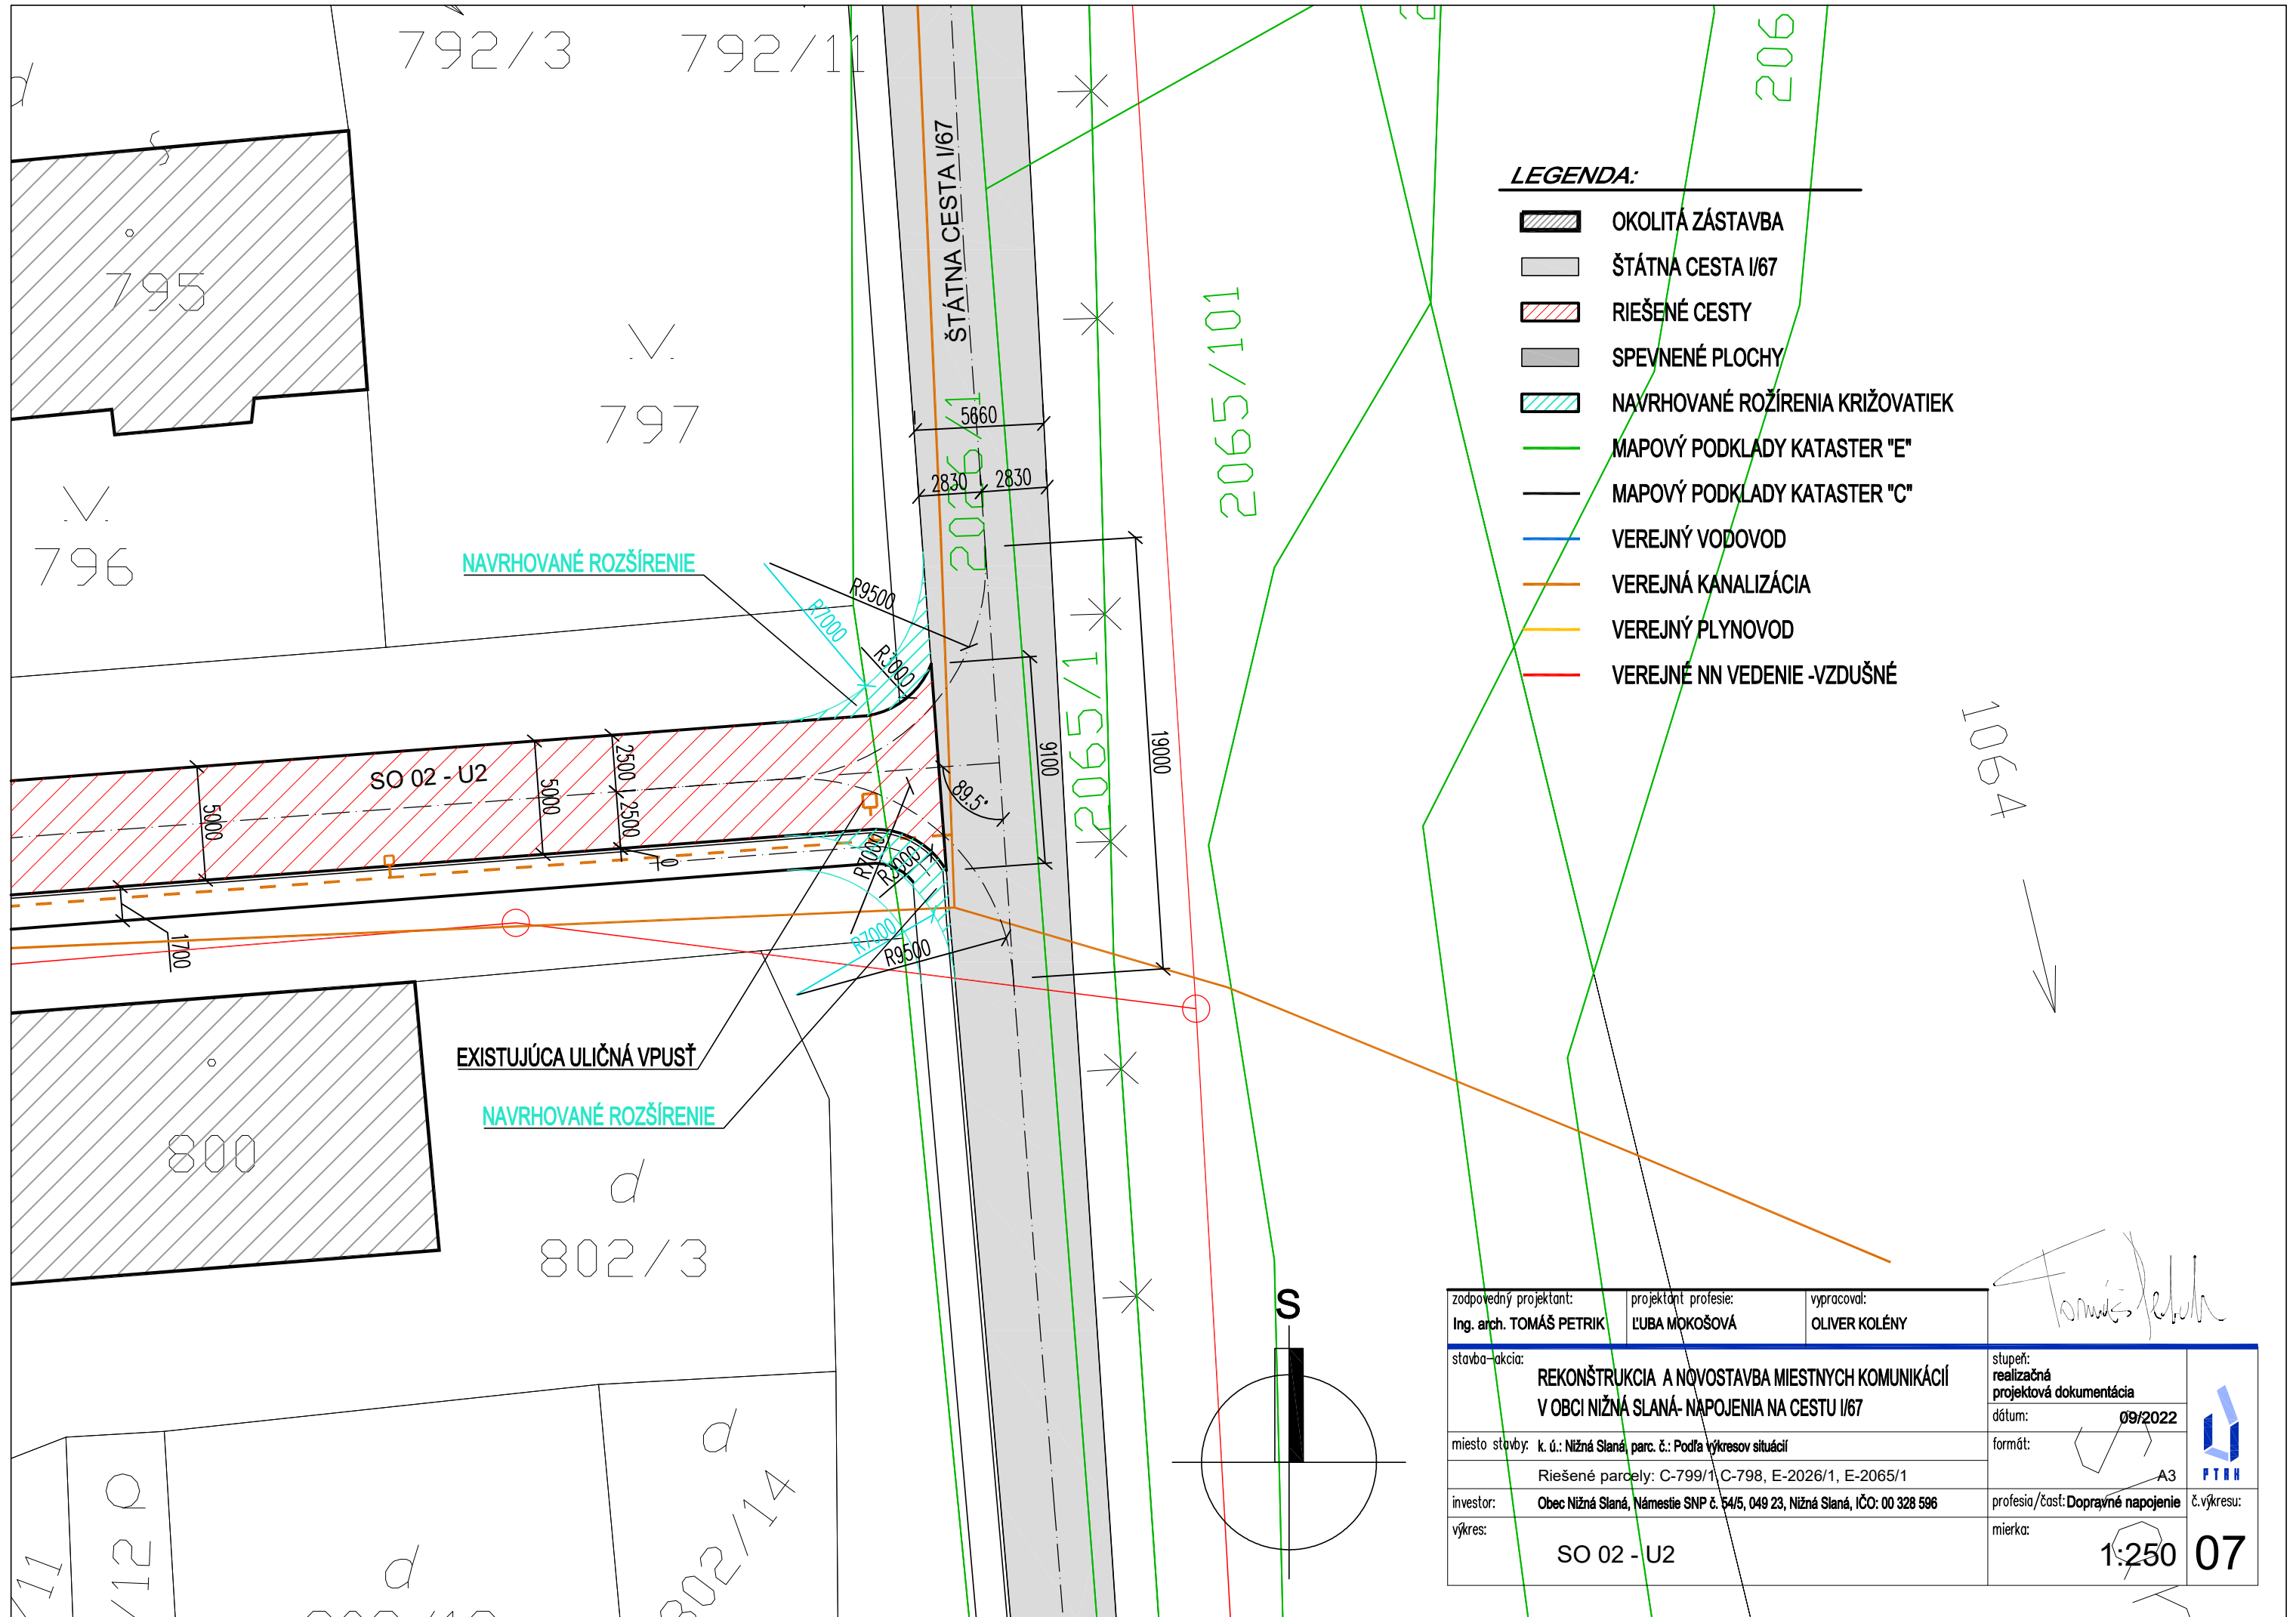 792/3
792/11
206
d
795
ŠTÁTNA CESTA I/67
797
796
2026/1
2065/101
2065/1
1064
5660
2830
2830
NAVRHOVANÉ ROZŠÍRENIE
R9500
R7000
R3000
SO 02 - U2
5000
5000
2500
2500
9100
19000
89.5°
0
1700
R7000
R3000
R7000
R9500
EXISTUJÚCA ULIČNÁ VPUSŤ
NAVRHOVANÉ ROZŠÍRENIE
800
d
802/3
d
802/14
d
/12
/11
S
LEGENDA:
OKOLITÁ ZÁSTAVBA
ŠTÁTNA CESTA I/67
RIEŠENÉ CESTY
SPEVNENÉ PLOCHY
NAVRHOVANÉ ROŽÍRENIA KRIŽOVATIEK
MAPOVÝ PODKLADY KATASTER "E"
MAPOVÝ PODKLADY KATASTER "C"
VEREJNÝ VODOVOD
VEREJNÁ KANALIZÁCIA
VEREJNÝ PLYNOVOD
VEREJNÉ NN VEDENIE -VZDUŠNÉ
zodpovedný projektant:
Ing. arch. TOMÁŠ PETRIK
projektant profesie:
ĽUBA MOKOŠOVÁ
vypracoval:
OLIVER KOLÉNY
stavba-akcia:
REKONŠTRUKCIA A NOVOSTAVBA MIESTNYCH KOMUNIKÁCIÍ
V OBCI NIŽNÁ SLANÁ- NAPOJENIA NA CESTU I/67
stupeň:
realizačná
projektová dokumentácia
dátum: 09/2022
miesto stavby: k. ú.: Nižná Slaná, parc. č.: Podľa výkresov situácií
Riešené parcely: C-799/1,C-798, E-2026/1, E-2065/1
formát:
A3
PTRK
investor: Obec Nižná Slaná, Námestie SNP č. 54/5, 049 23, Nižná Slaná, IČO: 00 328 596
profesia/časť: Dopravné napojenie
č.výkresu:
výkres:
SO 02 - U2
mierka:
1:250
07